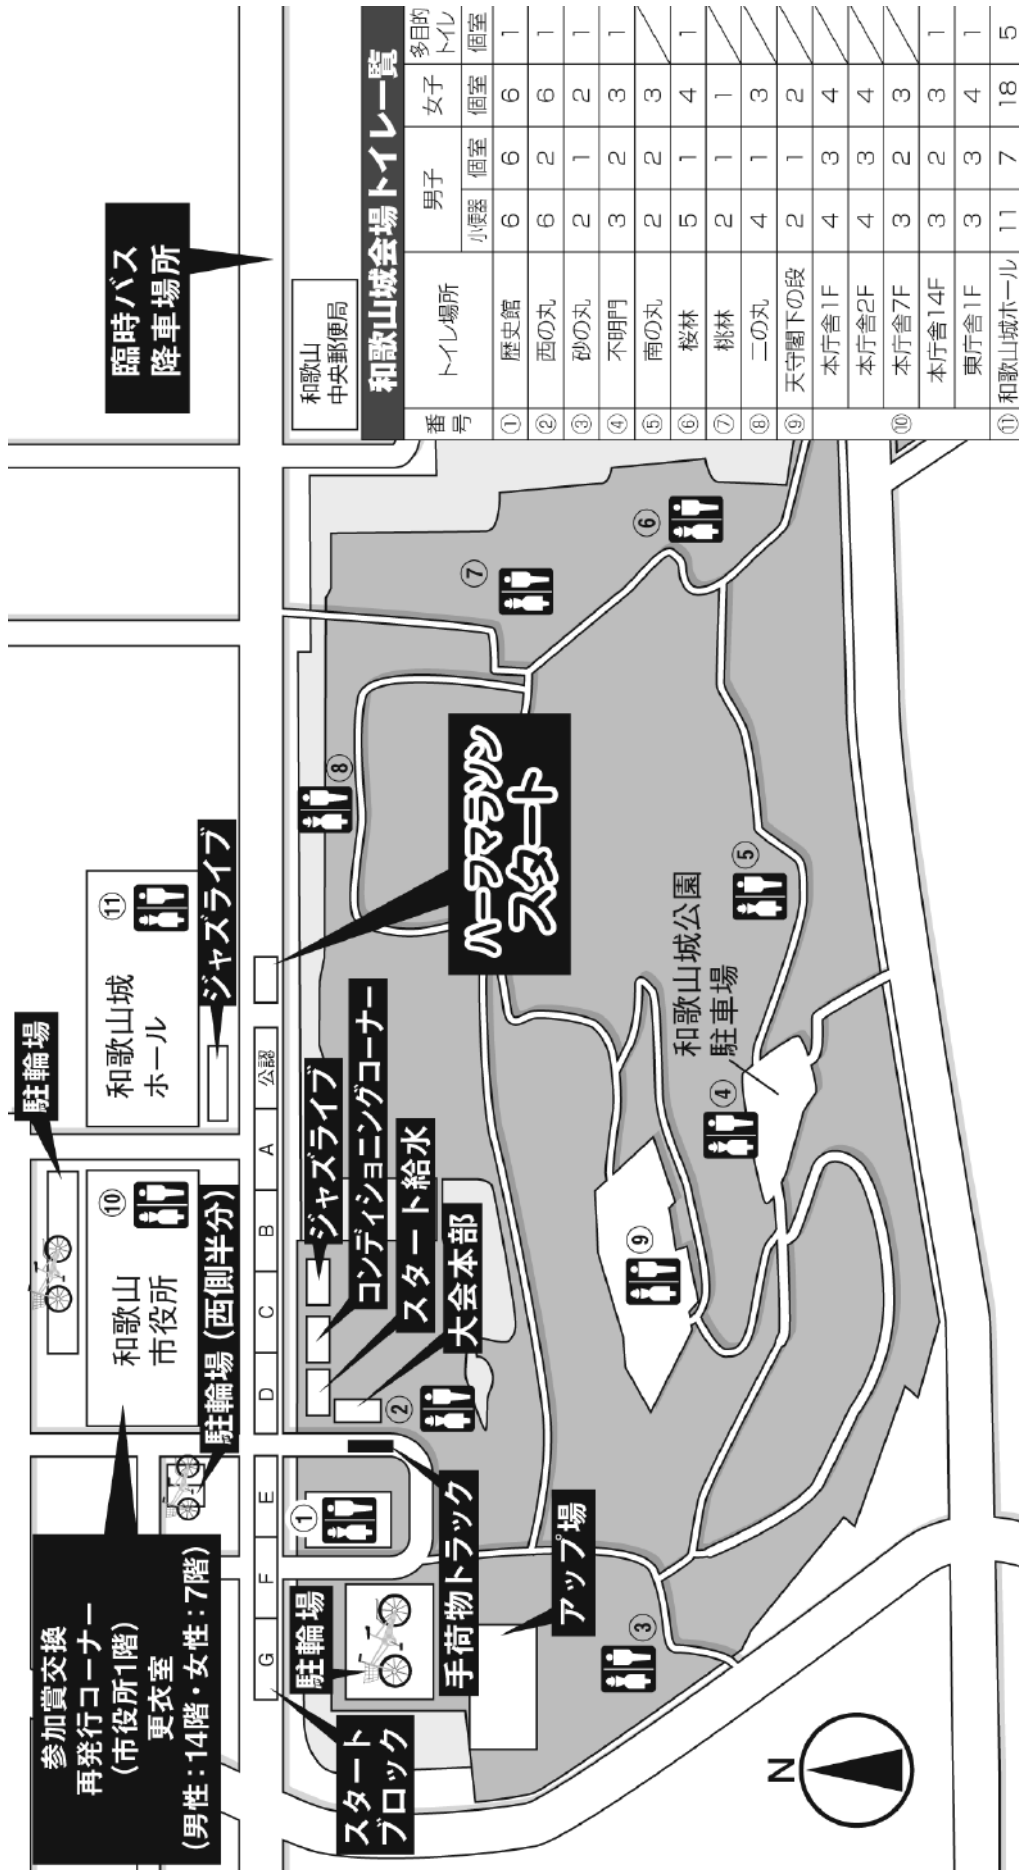 参加賞交換
再発行コーナー
(市役所1階)
更衣室
(男性：14階・女性：7階)
駐輪場
駐輪場(西側半分)
和歌山
市役所
⑩
和歌山城
ホール
⑪
ジャズライブ
臨時バス
降車場所
和歌山
中央郵便局
G
F
E
D
C
B
A
公認
スタート
ブロック
駐輪場
①
手荷物トラック
アップ場
②
大会本部
スタート給水
コンディショニングコーナー
ジャズライブ
ハーフマラソン
スタート
⑧
⑦
⑥
⑤
和歌山城公園
駐車場
④
⑨
③
N
和歌山城会場トイレ一覧
番号 トイレ場所 男子 女子 多目的トイレ
小便器 個室 個室 個室
① 歴史館 6 6 6 1
② 西の丸 6 2 6 1
③ 砂の丸 2 1 2 1
④ 不明門 3 2 3 1
⑤ 南の丸 2 2 3
⑥ 桜林 5 1 4 1
⑦ 桃林 2 1 1
⑧ 二の丸 4 1 3
⑨ 天守閣下の段 2 1 2
⑩ 本庁舎1F 4 3 4
本庁舎2F 4 3 4
本庁舎7F 3 2 3
本庁舎14F 3 2 3 1
東庁舎1F 3 3 4 1
⑪ 和歌山城ホール 11 7 18 5